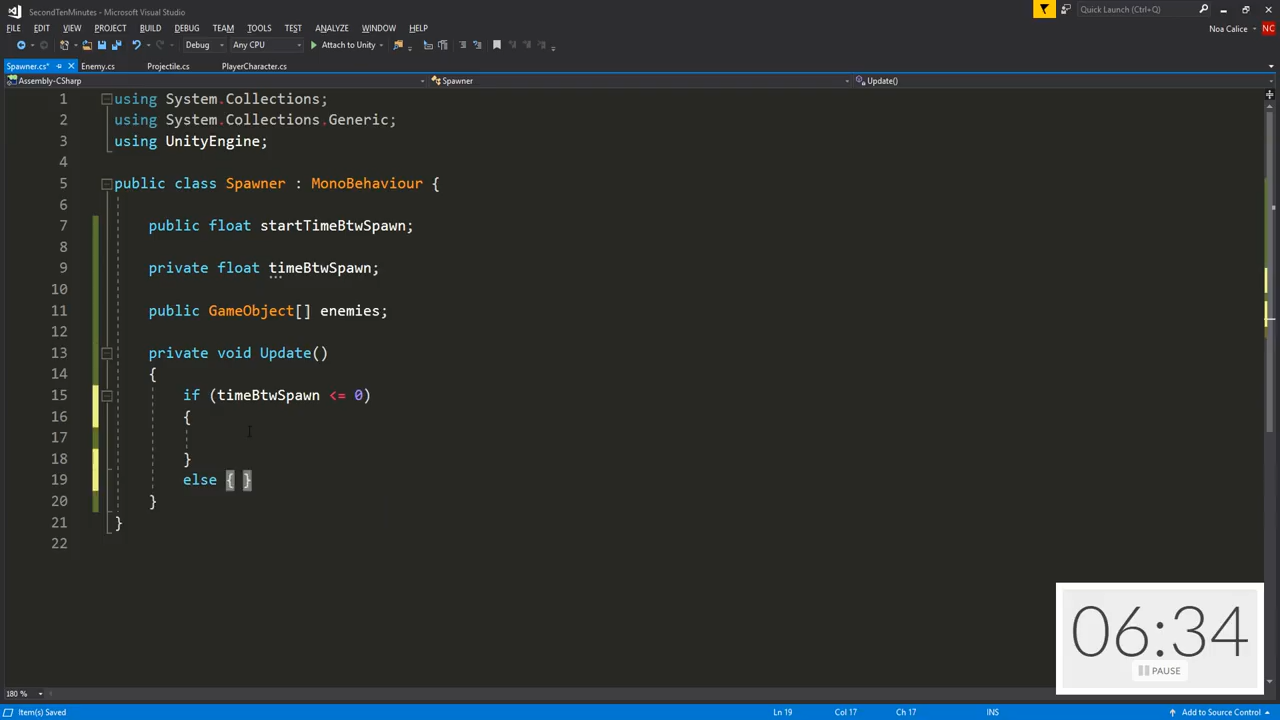 SecondTenMinutes - Microsoft Visual Studio
Quick Launch (Ctrl+Q)
FILE EDIT VIEW PROJECT BUILD DEBUG TEAM TOOLS TEST ANALYZE WINDOW HELP
Noa Calice NC
Debug Any CPU Attach to Unity
Spawner.cs* Enemy.cs Projectile.cs PlayerCharacter.cs
Assembly-CSharp Spawner Update()
1 using System.Collections;
2 using System.Collections.Generic;
3 using UnityEngine;
4
5 public class Spawner : MonoBehaviour {
6
7 public float startTimeBtwSpawn;
8
9 private float timeBtwSpawn;
10
11 public GameObject[] enemies;
12
13 private void Update()
14 {
15 if (timeBtwSpawn <= 0)
16 {
17
18 }
19 else { }
20 }
21 }
22
06:34
PAUSE
180 %
Item(s) Saved Ln 19 Col 17 Ch 17 INS Add to Source Control